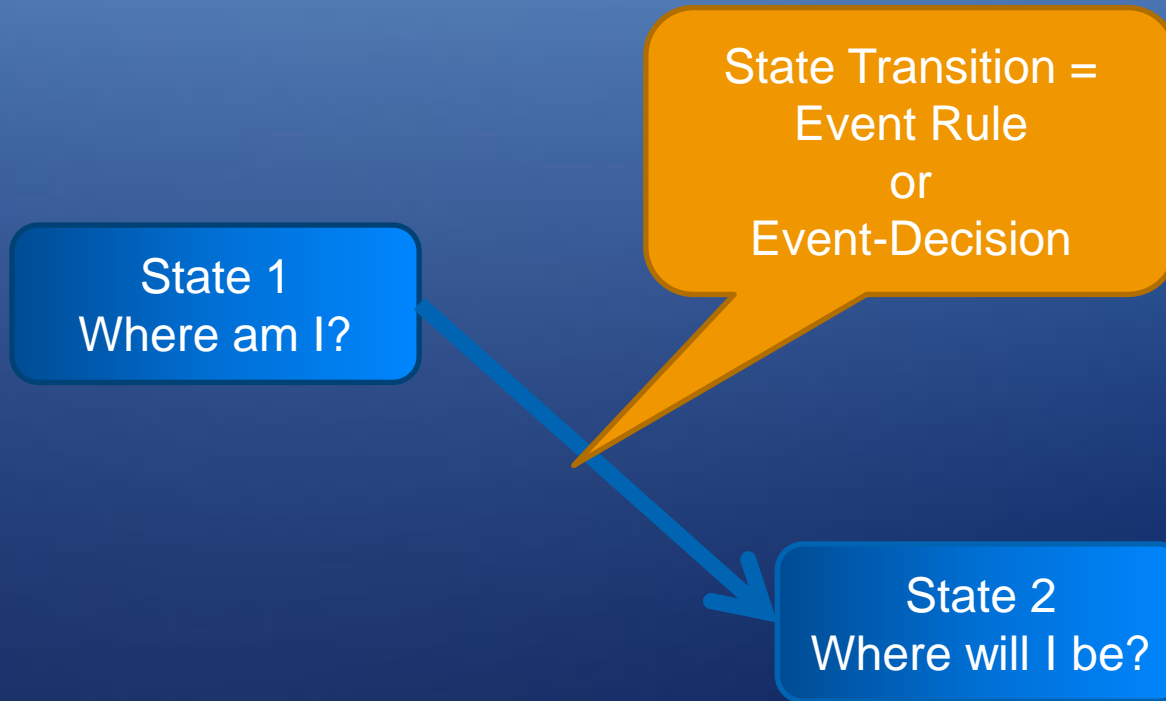 State Transition =
Event Rule
or
Event-Decision
State 1
Where am I?
State 2
Where will I be?